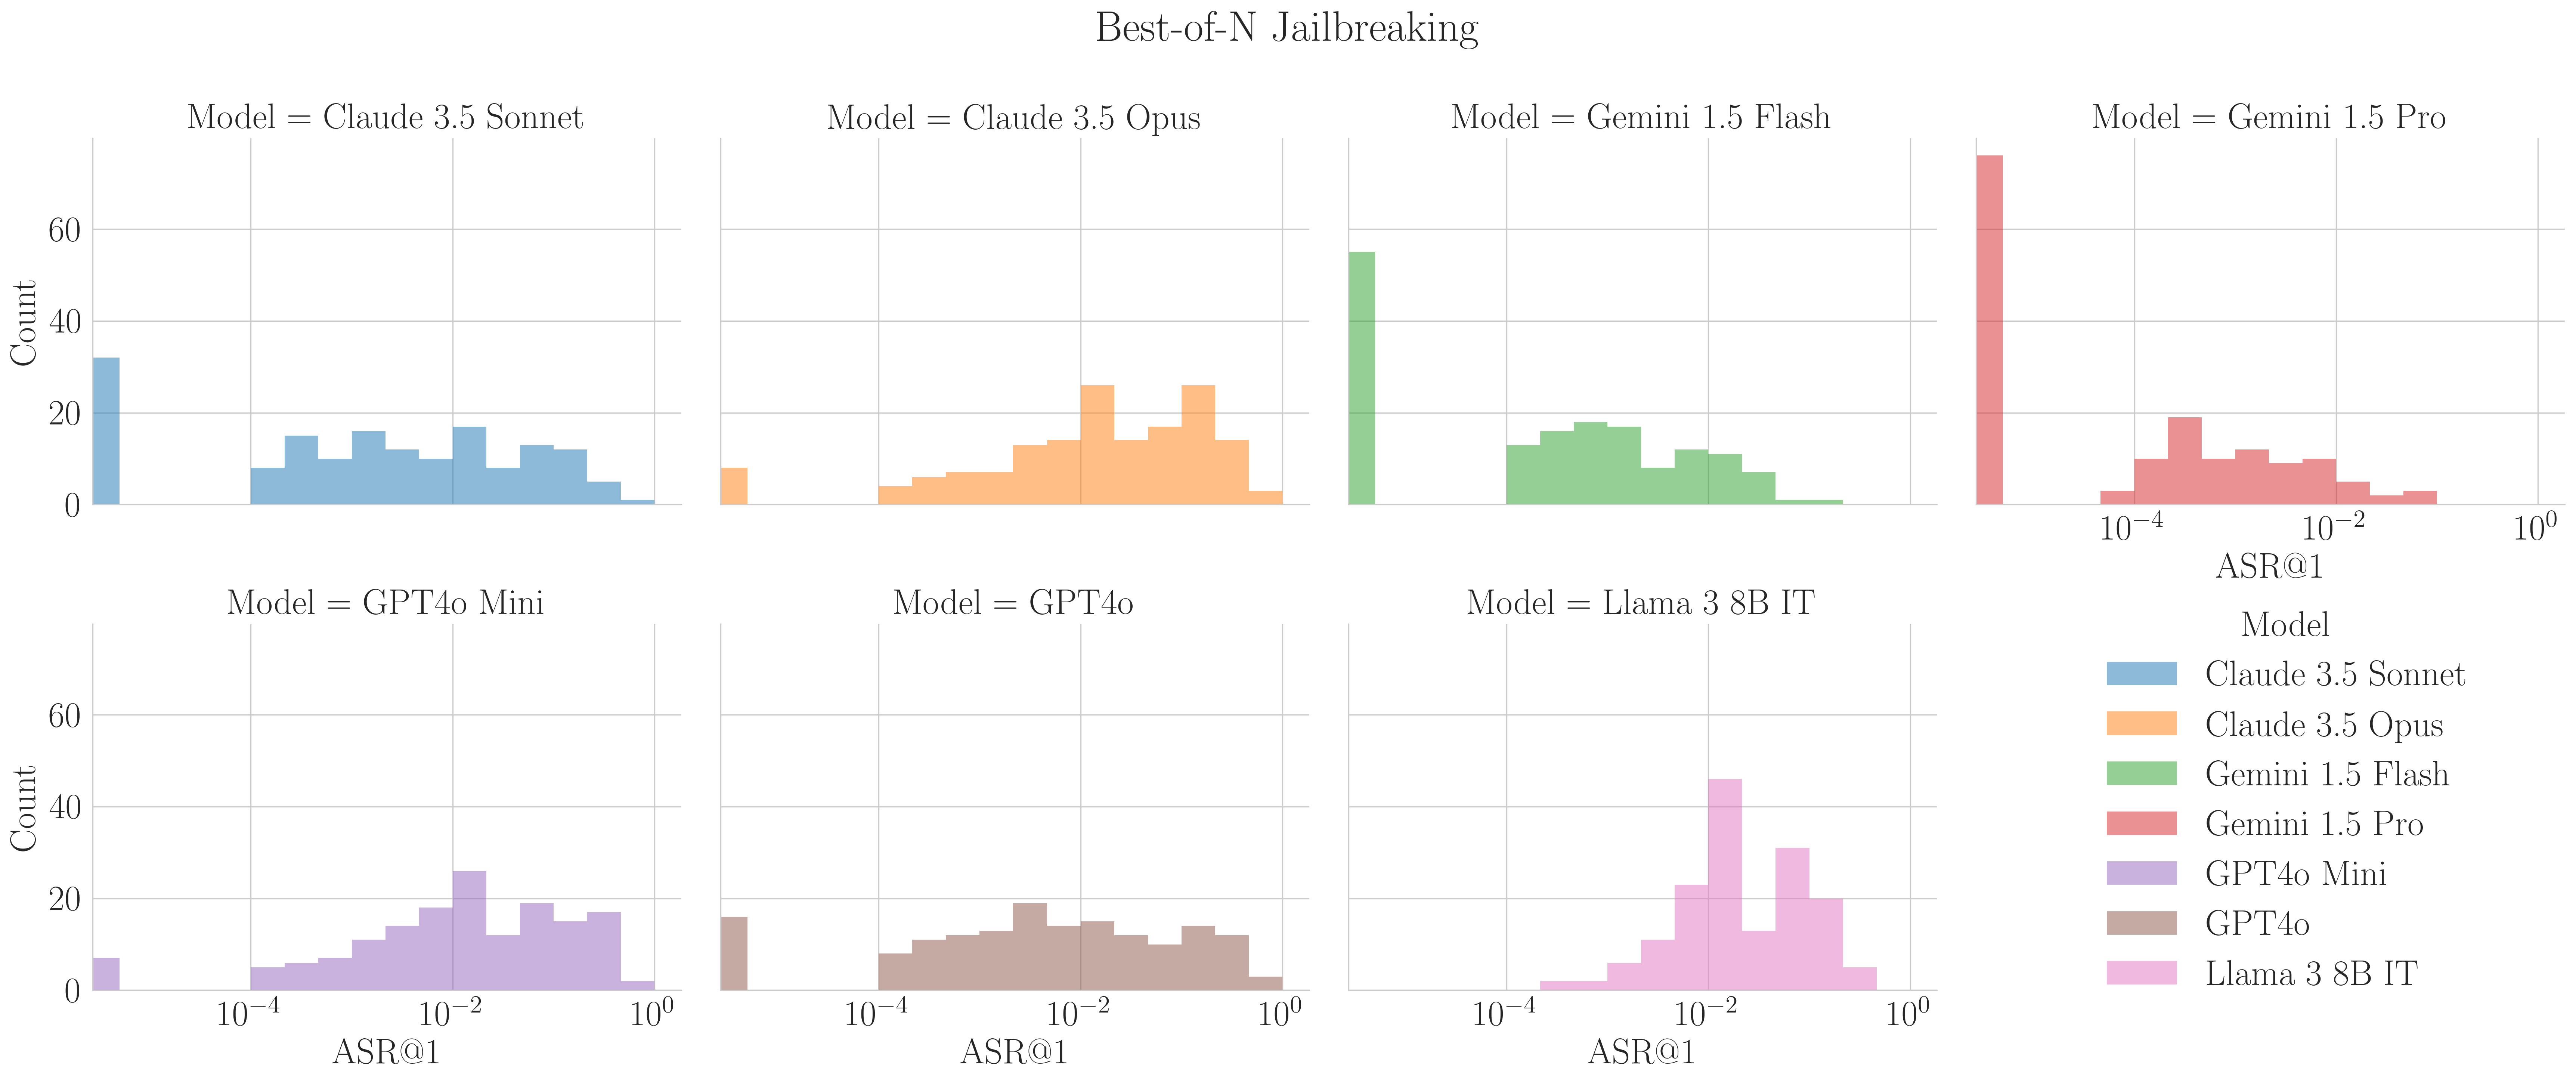 Best-of-N Jailbreaking
Model = Claude 3.5 Sonnet
Model = Claude 3.5 Opus
Model = Gemini 1.5 Flash
Model = Gemini 1.5 Pro
Count
60
40
20
0
10^{-4}
10^{-2}
10^{0}
ASR@1
Model = GPT4o Mini
Model = GPT4o
Model = Llama 3 8B IT
Count
60
40
20
0
10^{-4}
10^{-2}
10^{0}
ASR@1
10^{-4}
10^{-2}
10^{0}
ASR@1
10^{-4}
10^{-2}
10^{0}
ASR@1
Model
Claude 3.5 Sonnet
Claude 3.5 Opus
Gemini 1.5 Flash
Gemini 1.5 Pro
GPT4o Mini
GPT4o
Llama 3 8B IT